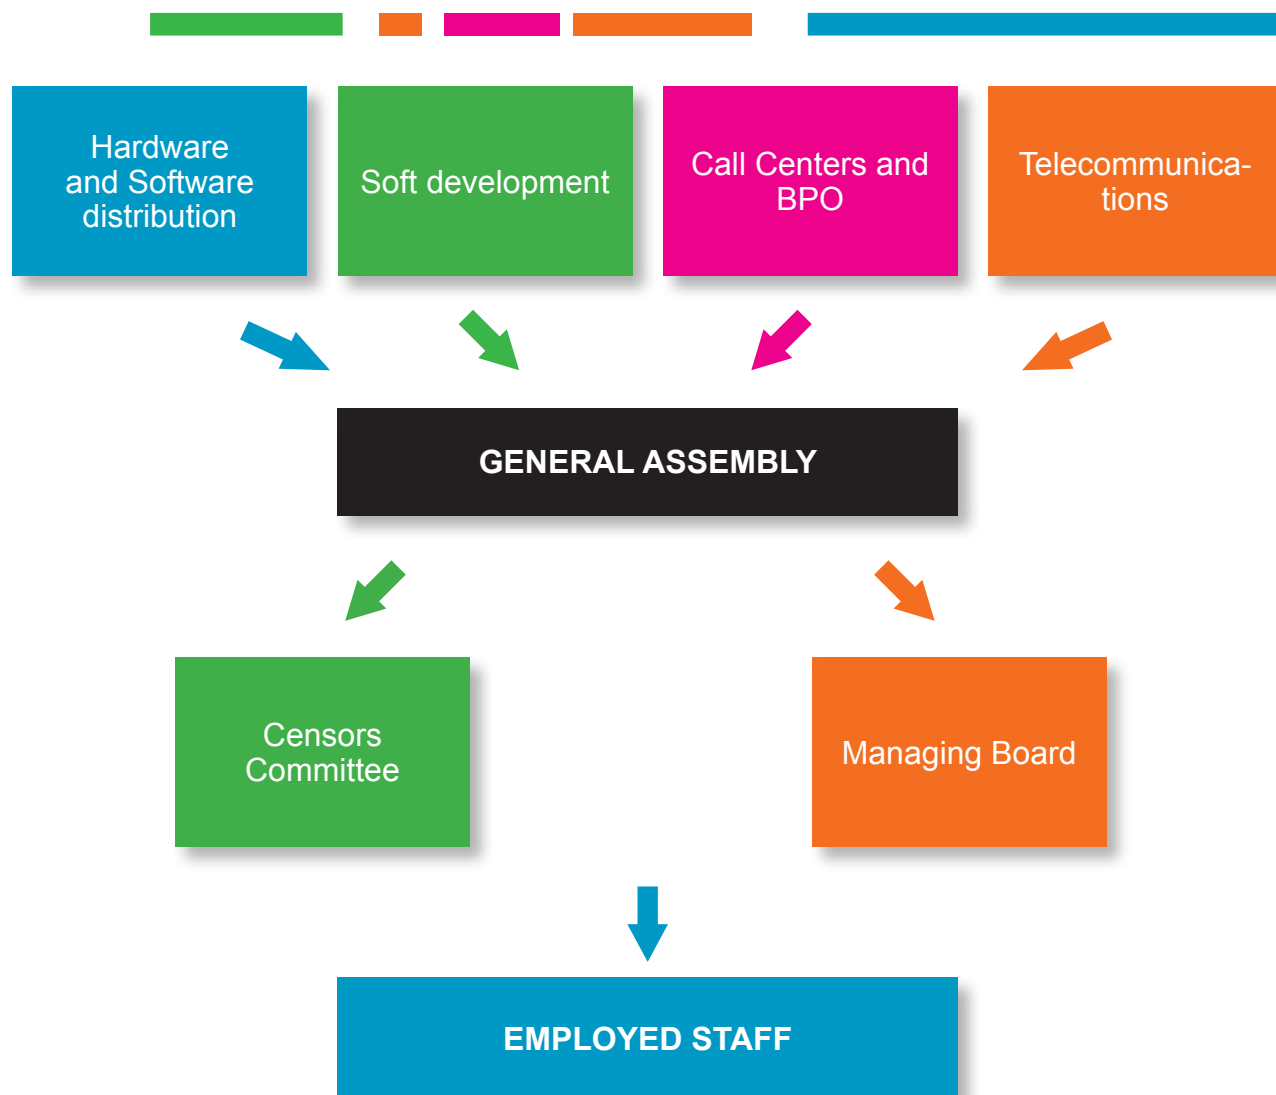 Hardware
and Software
distribution
Soft development
Call Centers and
BPO
Telecommunica-
tions
GENERAL ASSEMBLY
Censors
Committee
Managing Board
EMPLOYED STAFF